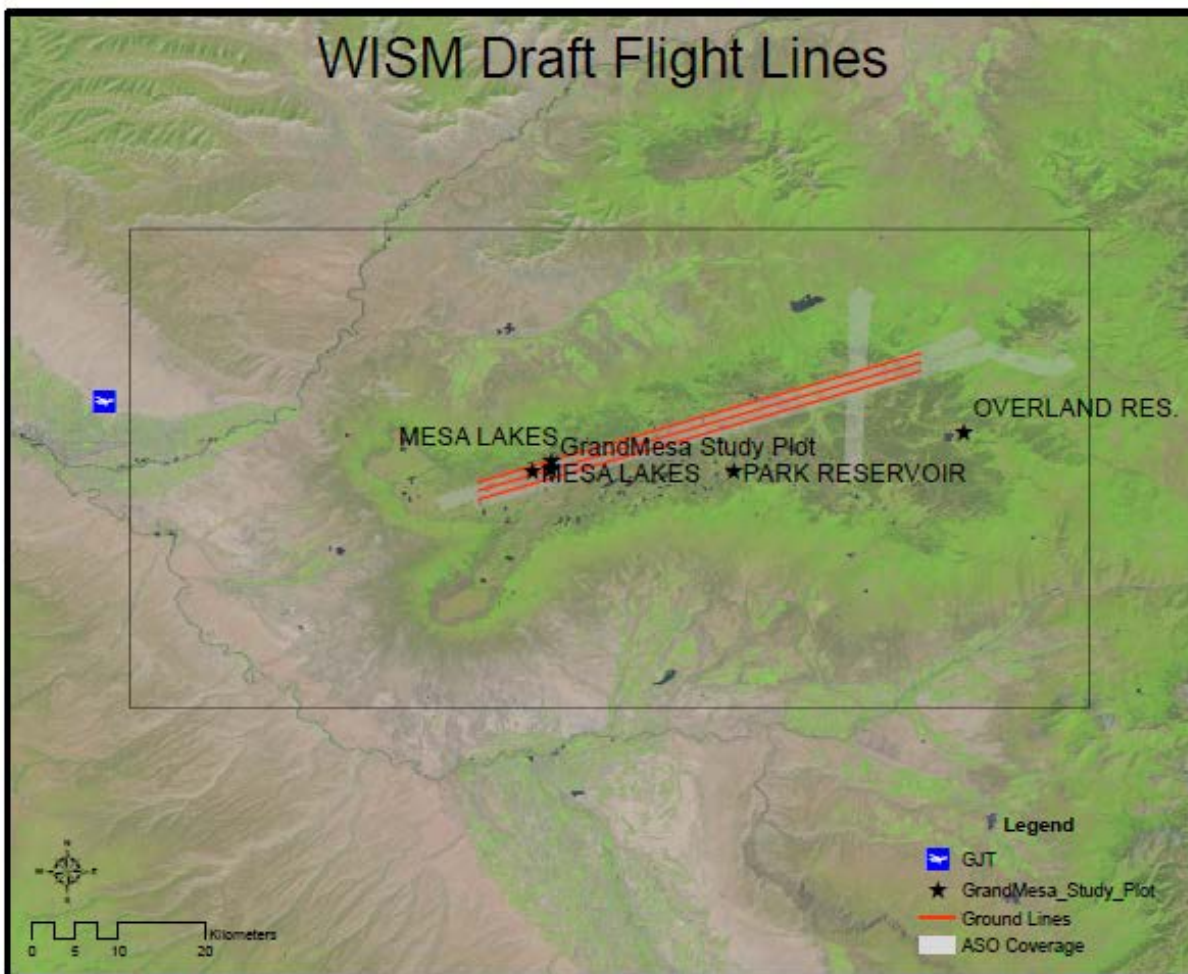 WISM Draft Flight Lines
OVERLAND RES.
MESA LAKES
GrandMesa Study Plot
MESA LAKES
PARK RESERVOIR
Legend
GJT
GrandMesa_Study_Plot
Ground Lines
ASO Coverage
N
W E
S
Kilometers
0 5 10 20